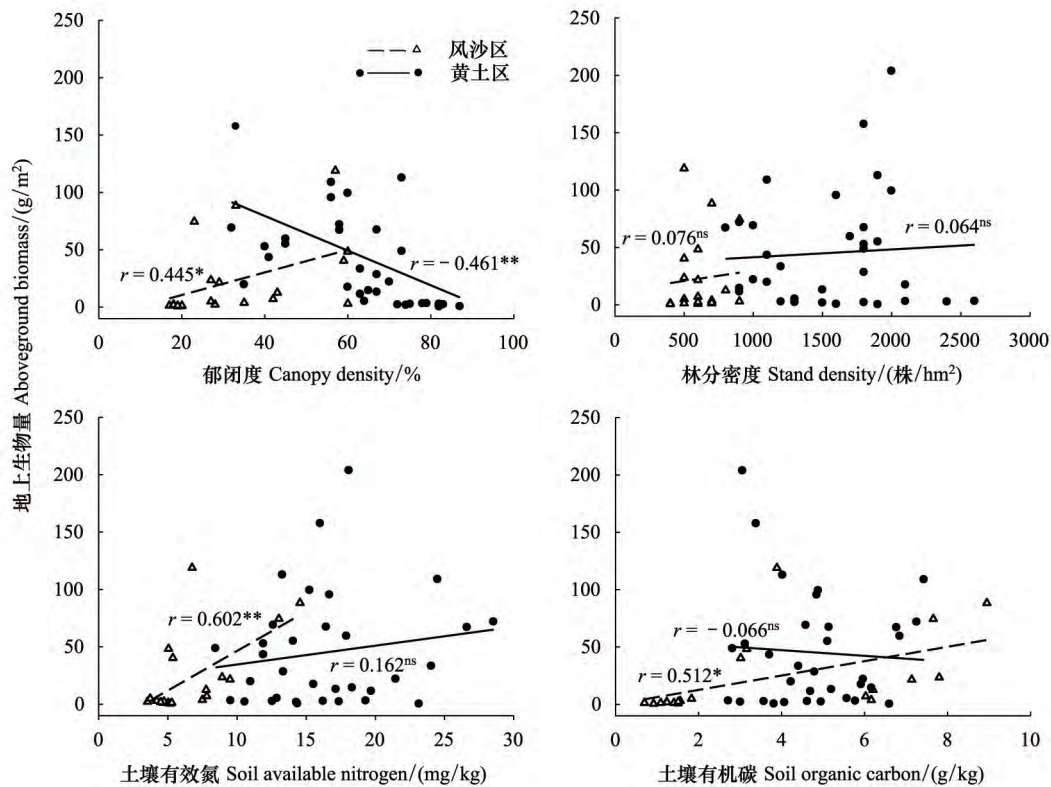 地上生物量 Aboveground biomass/(g/m²)
250
200
150
100
50
0
风沙区
黄土区
r = 0.445*
r = −0.461**
0 20 40 60 80 100
郁闭度 Canopy density/%
250
200
150
100
50
0
r = 0.076ns
r = 0.064ns
0 500 1000 1500 2000 2500 3000
林分密度 Stand density/(株/hm²)
250
200
150
100
50
0
r = 0.602**
r = 0.162ns
0 5 10 15 20 25 30
土壤有效氮 Soil available nitrogen/(mg/kg)
250
200
150
100
50
0
r = −0.066ns
r = 0.512*
0 2 4 6 8 10
土壤有机碳 Soil organic carbon/(g/kg)